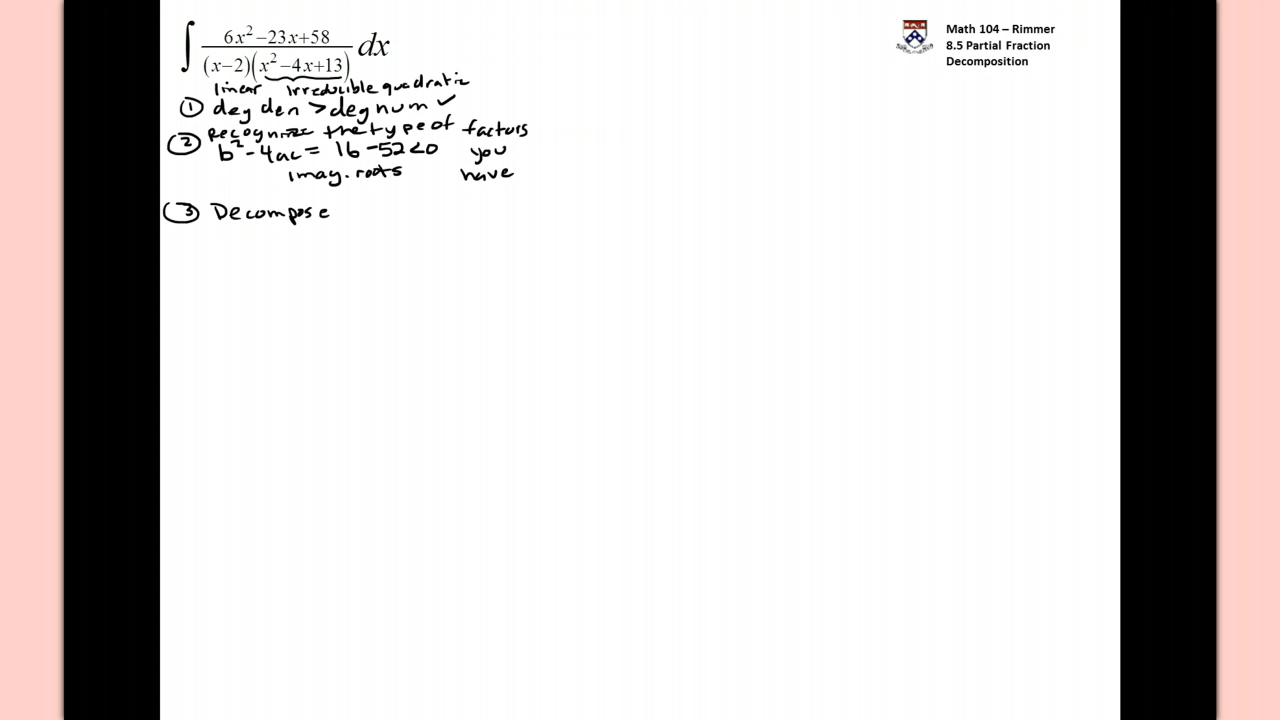 ∫ (6x² − 23x + 58) / ((x−2)(x² − 4x + 13)) dx
linear irreducible quadratic
① deg den > deg num ✓
② Recognize the type of factors you have
b² - 4ac = 16 - 52 < 0
imag. roots
③ Decompose
Math 104 – Rimmer
8.5 Partial Fraction
Decomposition